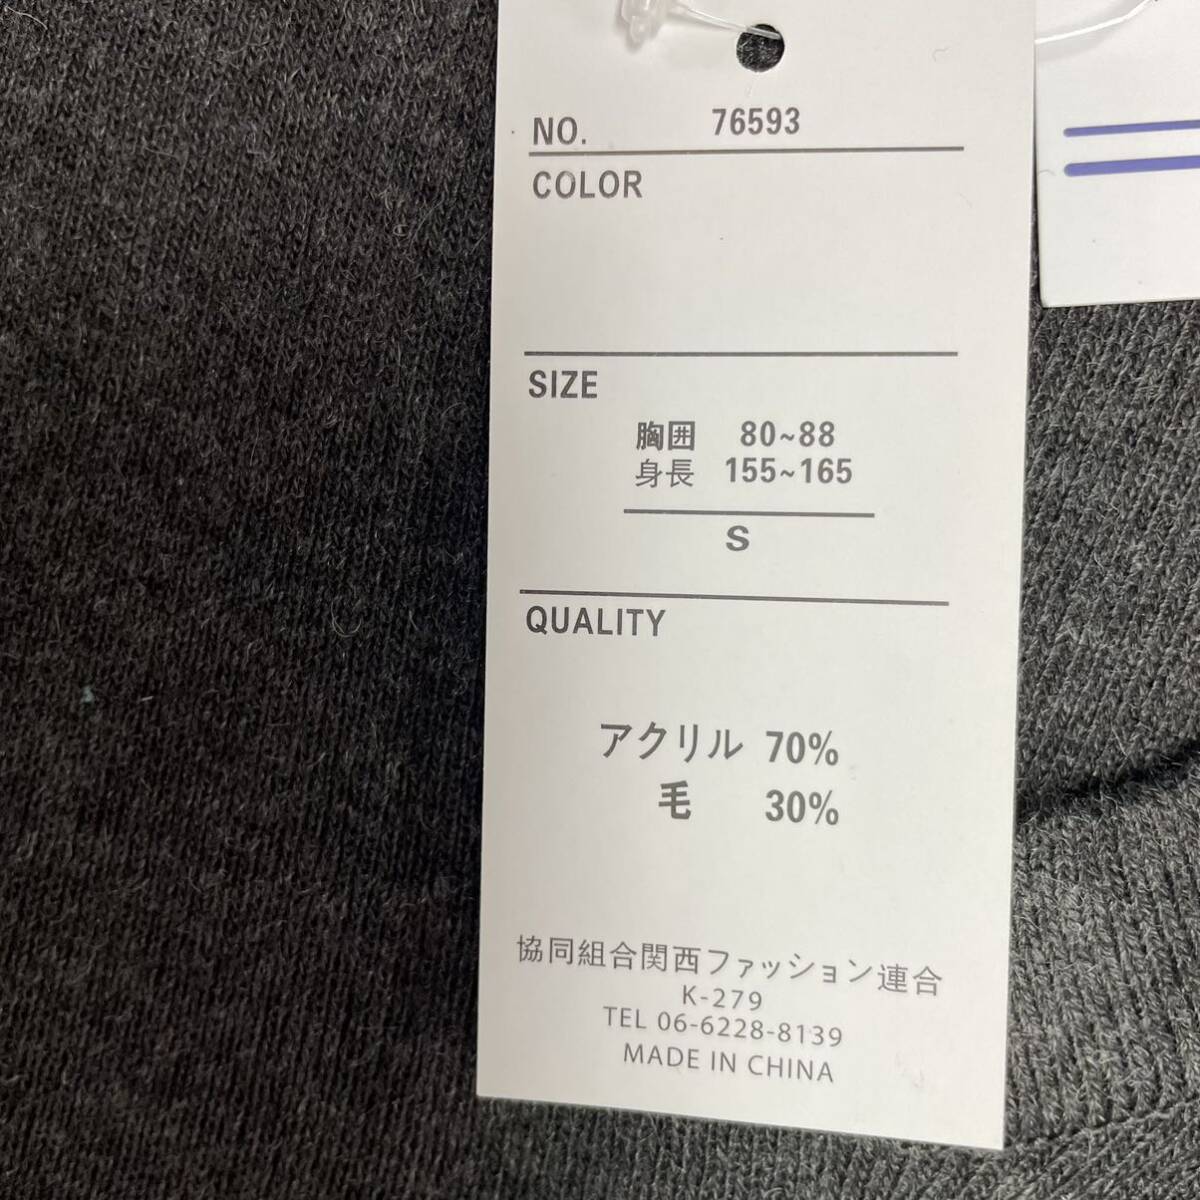 NO. 76593
COLOR
SIZE
胸囲 80~88
身長 155~165
S
QUALITY
アクリル 70%
毛 30%
協同組合関西ファッション連合
K-279
TEL 06-6228-8139
MADE IN CHINA